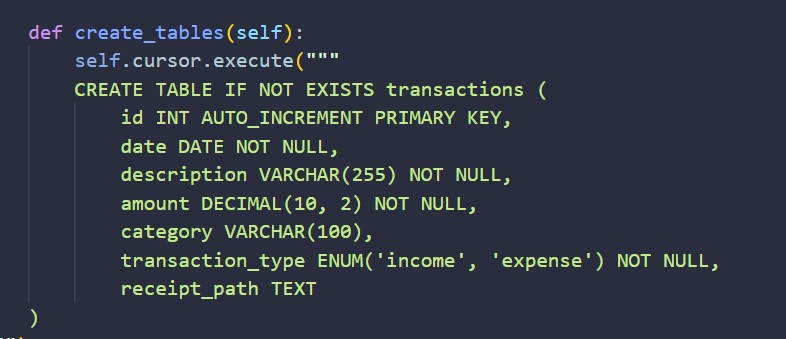 def create_tables(self):
self.cursor.execute("""
CREATE TABLE IF NOT EXISTS transactions (
id INT AUTO_INCREMENT PRIMARY KEY,
date DATE NOT NULL,
description VARCHAR(255) NOT NULL,
amount DECIMAL(10, 2) NOT NULL,
category VARCHAR(100),
transaction_type ENUM('income', 'expense') NOT NULL,
receipt_path TEXT
)